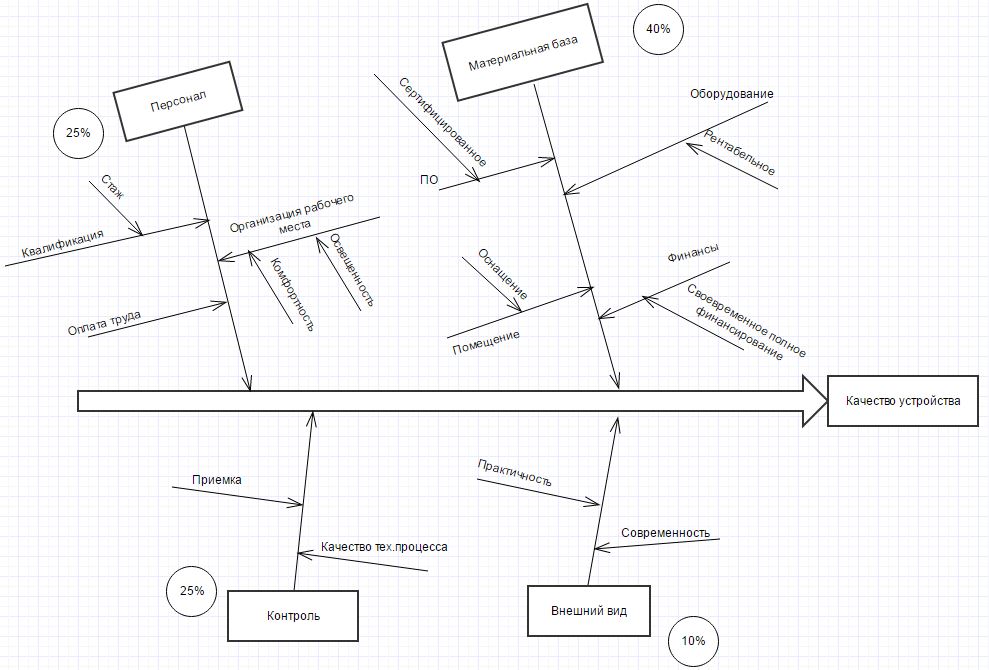 Материальная база
40%
Персонал
25%
Сертифицированное
Оборудование
Рентабельное
ПО
Стаж
Квалификация
Организация рабочего
места
Освещенность
Комфортность
Оплата труда
Оснащение
Помещение
Финансы
Своевременное полное
финансирование
Качество устройства
Приемка
Качество тех.процесса
Практичность
Современность
25%
Контроль
Внешний вид
10%